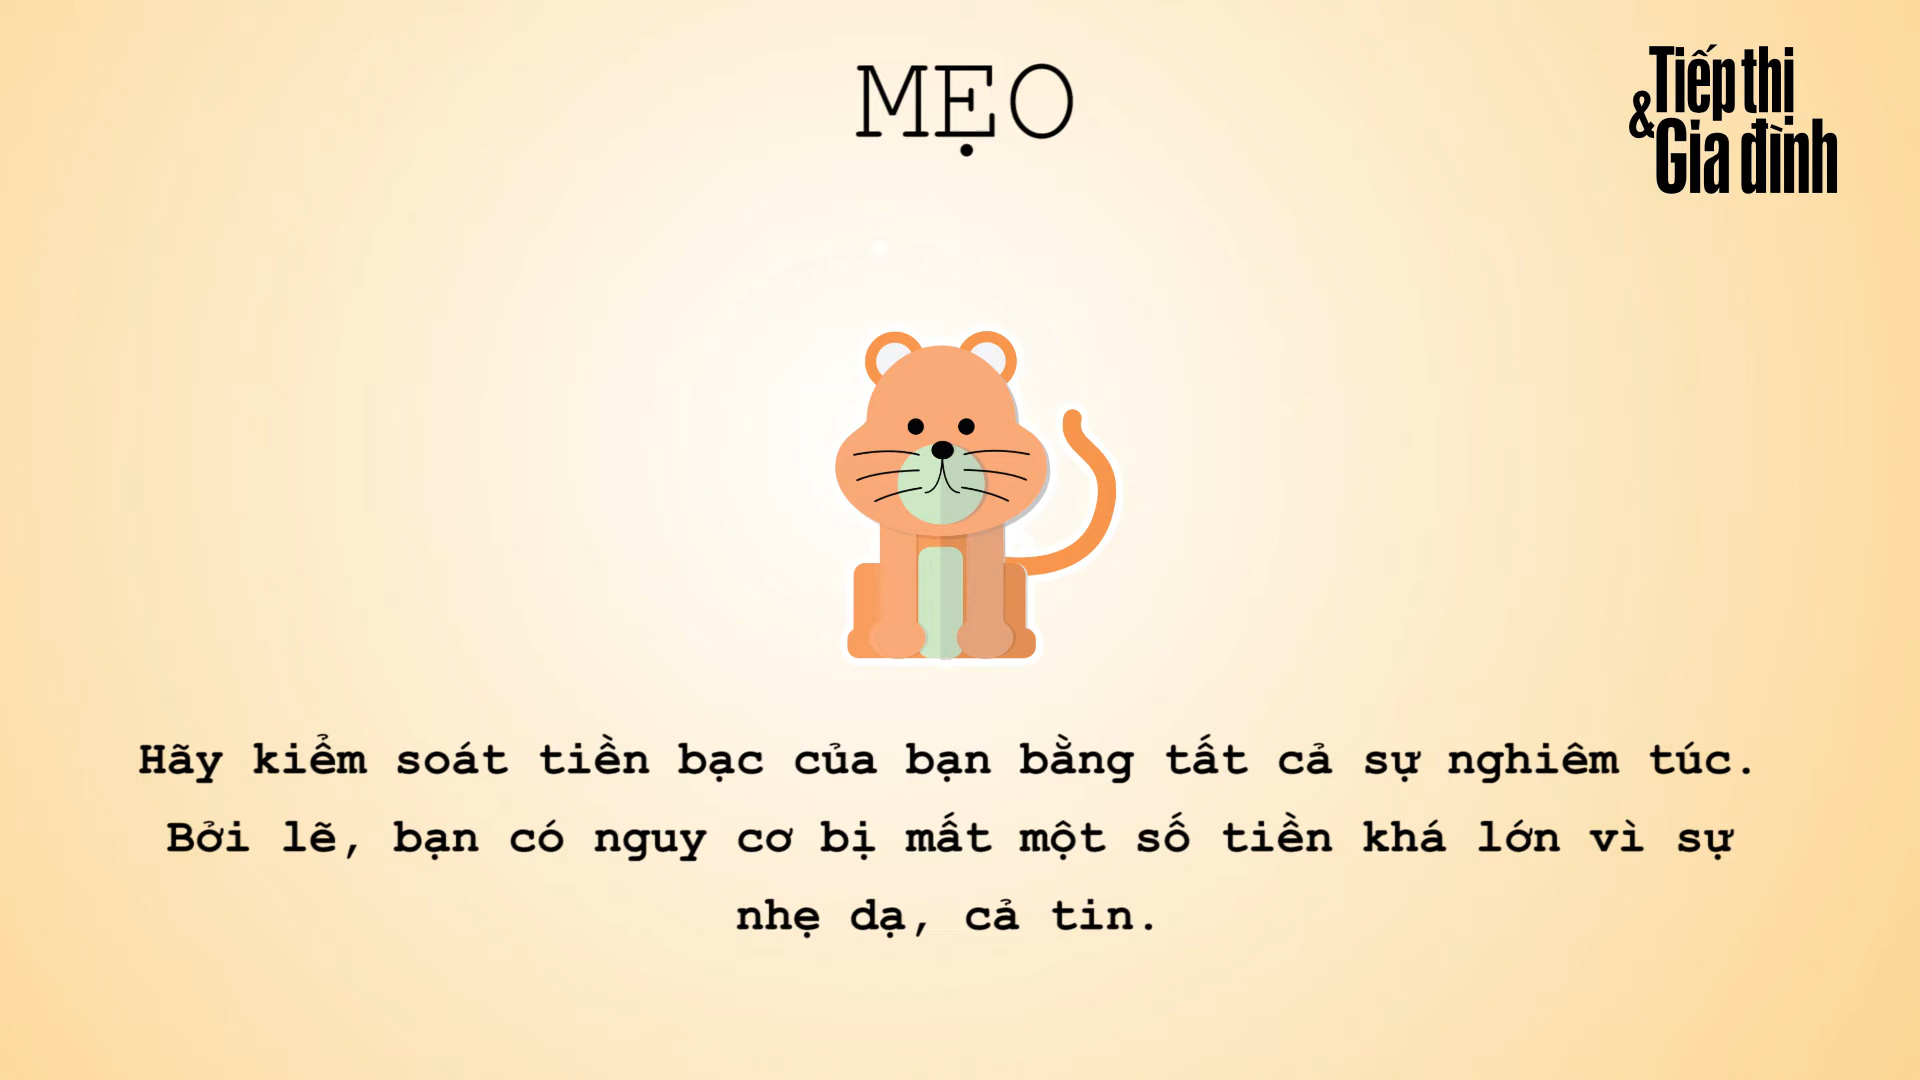 MẸO
Tiếp thị
& Gia đình
Hãy kiểm soát tiền bạc của bạn bằng tất cả sự nghiêm túc.
Bởi lẽ, bạn có nguy cơ bị mất một số tiền khá lớn vì sự
nhẹ dạ, cả tin.